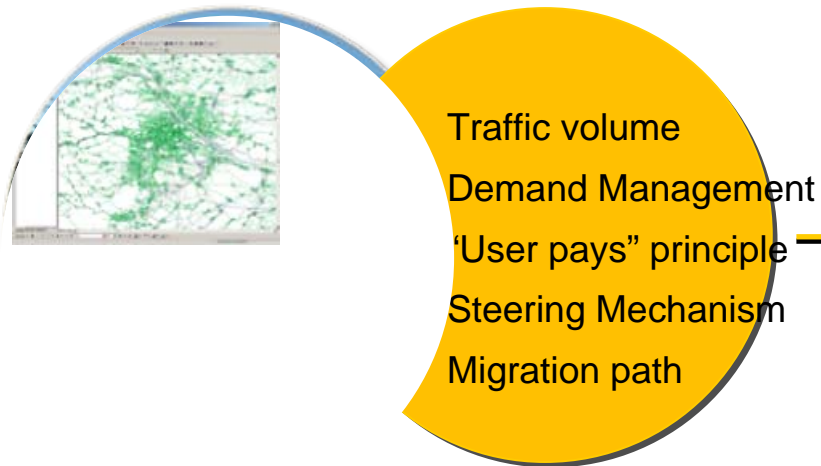 Traffic volume
Demand Management
“User pays” principle
Steering Mechanism
Migration path